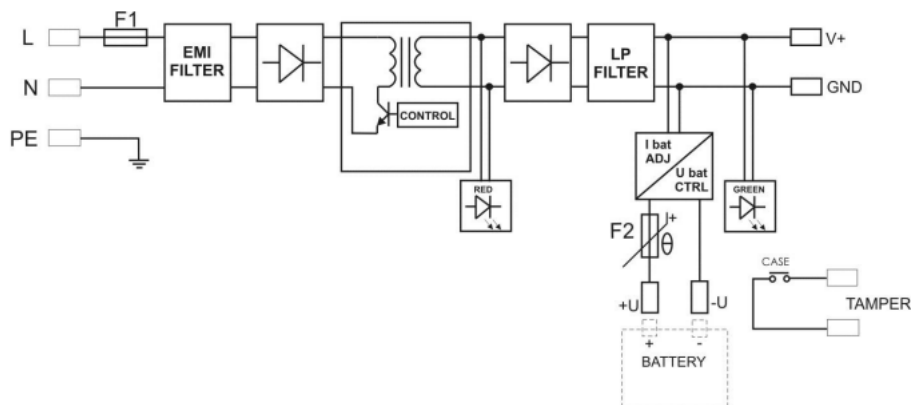 F1
L
EMI
FILTER
LP
FILTER
V+
N
GND
CONTROL
PE
I bat
ADJ
U bat
CTRL
RED
GREEN
F2
I+
θ
CASE
+U
-U
TAMPER
+
-
BATTERY